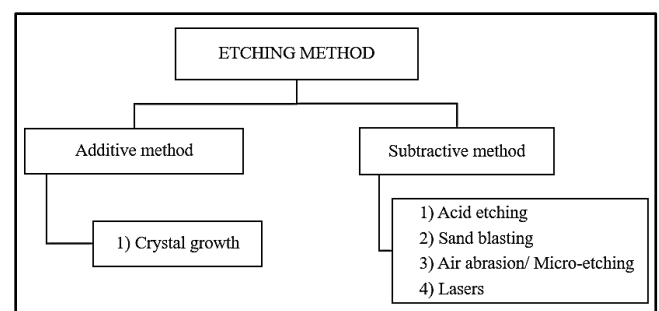 ETCHING METHOD
Additive method
Subtractive method
1) Crystal growth
1) Acid etching
2) Sand blasting
3) Air abrasion/ Micro-etching
4) Lasers